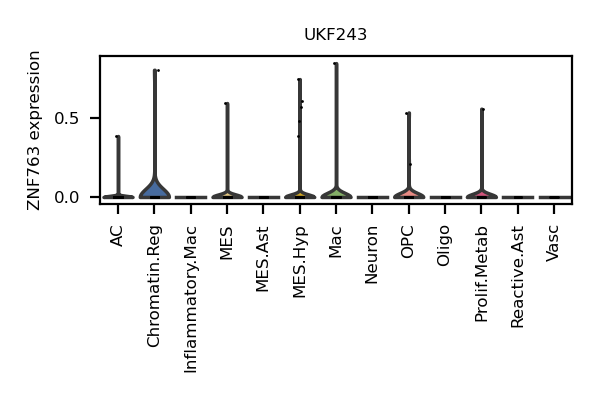 UKF243
ZNF763 expression
0.5
0.0
AC
Chromatin.Reg
Inflammatory.Mac
MES
MES.Ast
MES.Hyp
Mac
Neuron
OPC
Oligo
Prolif.Metab
Reactive.Ast
Vasc